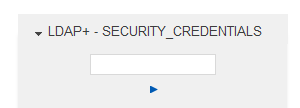 LDAP+ - SECURITY_CREDENTIALS